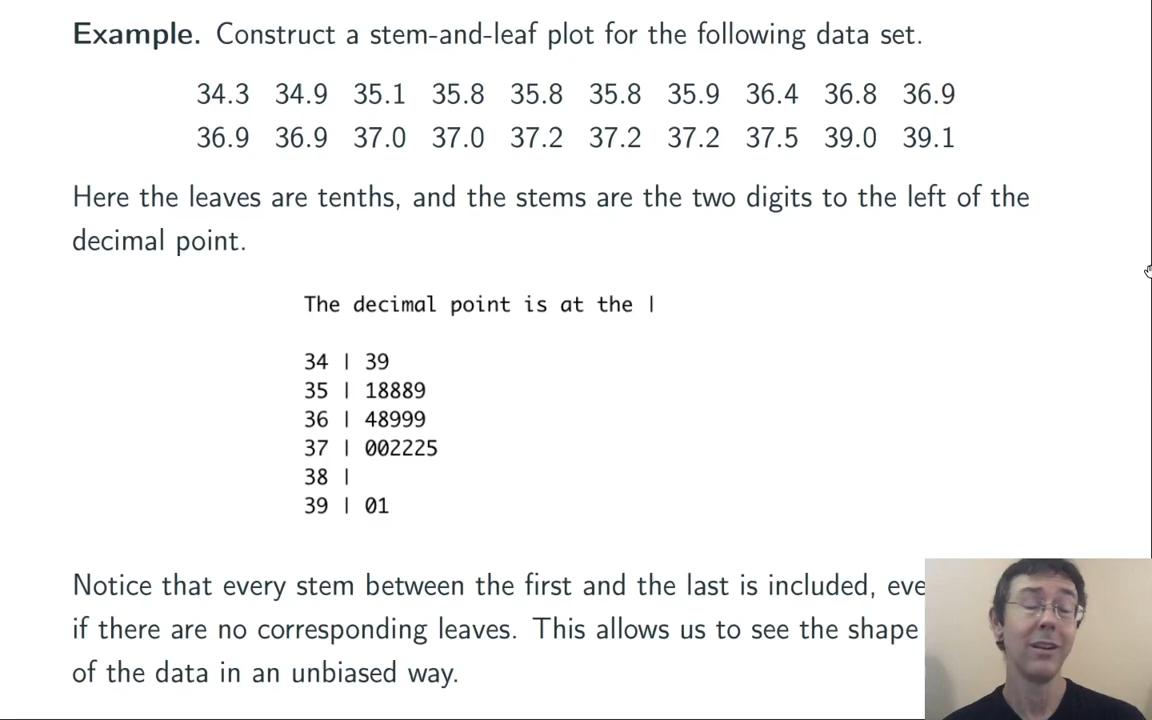 Example. Construct a stem-and-leaf plot for the following data set.
34.3 34.9 35.1 35.8 35.8 35.8 35.9 36.4 36.8 36.9
36.9 36.9 37.0 37.0 37.2 37.2 37.2 37.5 39.0 39.1
Here the leaves are tenths, and the stems are the two digits to the left of the
decimal point.
The decimal point is at the |
34 | 39
35 | 18889
36 | 48999
37 | 002225
38 |
39 | 01
Notice that every stem between the first and the last is included, eve
if there are no corresponding leaves. This allows us to see the shape
of the data in an unbiased way.